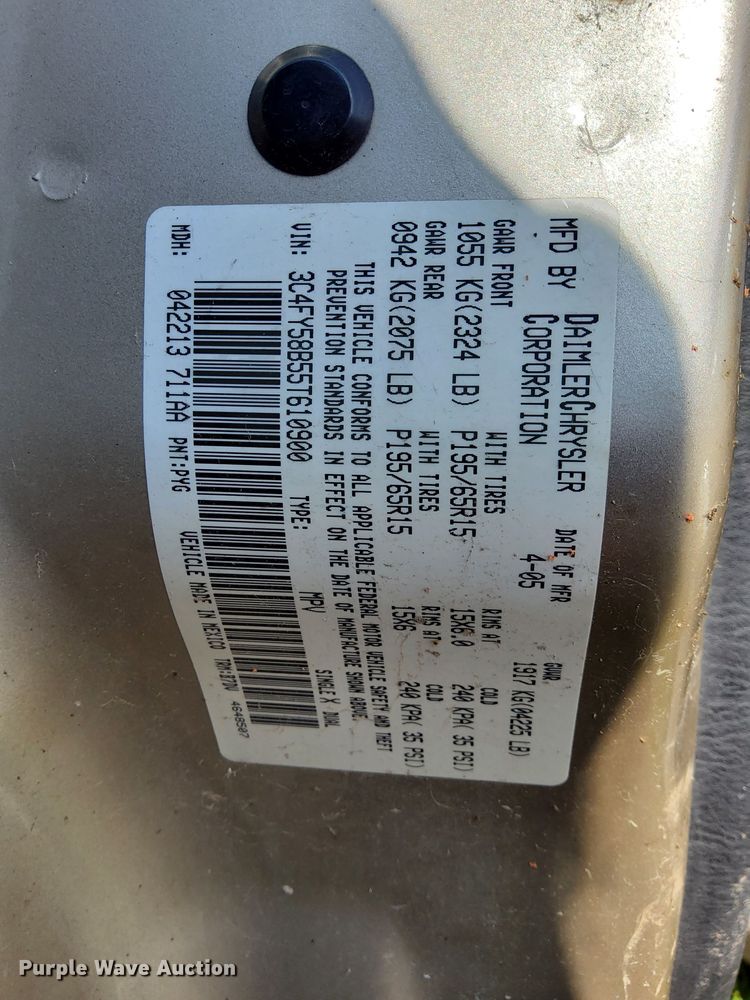 MFD BY DAIMLERCHRYSLER CORPORATION
DATE OF MFR 4-05
GVWR 1917 KG(04225 LB)
GAWR FRONT WITH TIRES RIMS AT COLD
1055 KG(2324 LB) P195/65R15 15X6.0 240 KPA( 35 PSI)
GAWR REAR WITH TIRES RIMS AT COLD
0942 KG(2075 LB) P195/65R15 15X6 240 KPA( 35 PSI)
THIS VEHICLE CONFORMS TO ALL APPLICABLE FEDERAL MOTOR VEHICLE SAFETY AND THEFT
PREVENTION STANDARDS IN EFFECT ON THE DATE OF MANUFACTURE SHOWN ABOVE.
VIN: 3C4FY58B55T610900 TYPE: MPV SINGLE X DUAL
MDH: 042213 711AA PNT:PYG VEHICLE MADE IN MEXICO 4648507
Purple Wave Auction